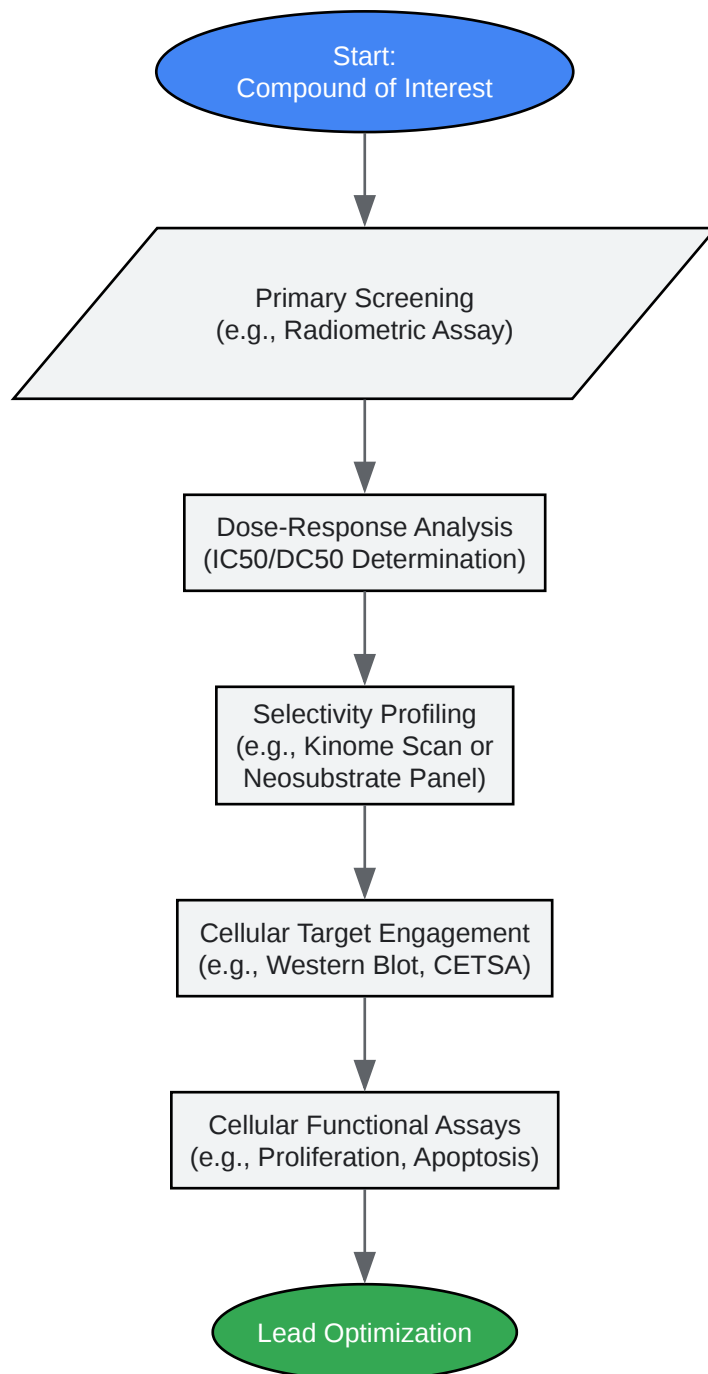 Start:
Compound of Interest
Primary Screening
(e.g., Radiometric Assay)
Dose-Response Analysis
(IC50/DC50 Determination)
Selectivity Profiling
(e.g., Kinome Scan or
Neosubstrate Panel)
Cellular Target Engagement
(e.g., Western Blot, CETSA)
Cellular Functional Assays
(e.g., Proliferation, Apoptosis)
Lead Optimization